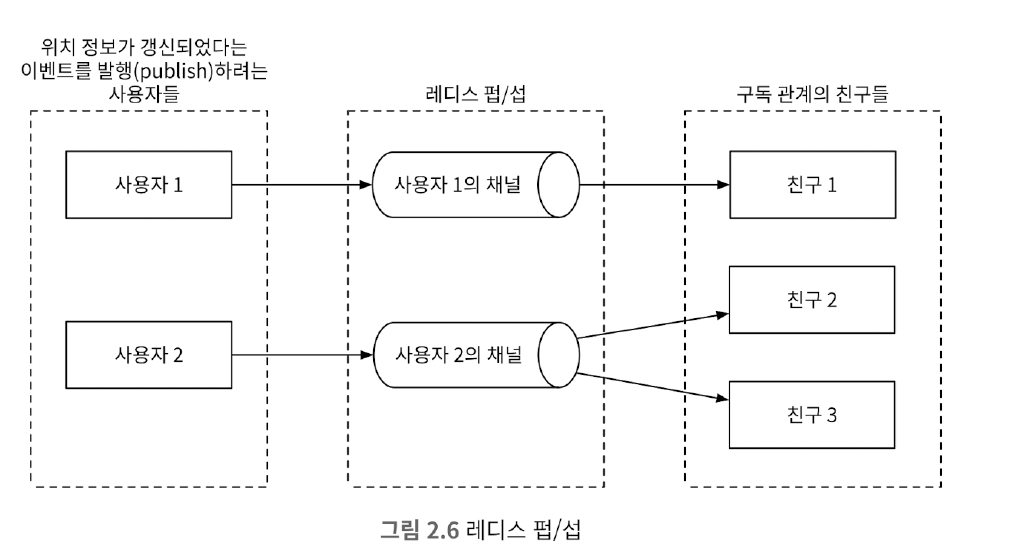 위치 정보가 갱신되었다는
이벤트를 발행(publish)하려는
사용자들
레디스 펍/섭
구독 관계의 친구들
사용자 1
사용자 1의 채널
친구 1
친구 2
사용자 2
사용자 2의 채널
친구 3
그림 2.6 레디스 펍/섭